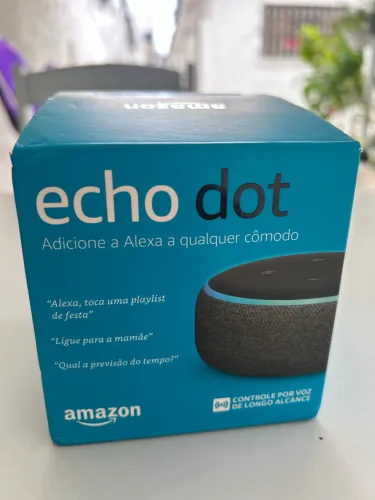 amazon
echo dot
Adicione a Alexa a qualquer cômodo
“Alexa, toca uma playlist
de festa”
“Ligue para a mamãe”
“Qual a previsão do tempo?”
amazon
CONTROLE POR VOZ
DE LONGO ALCANCE